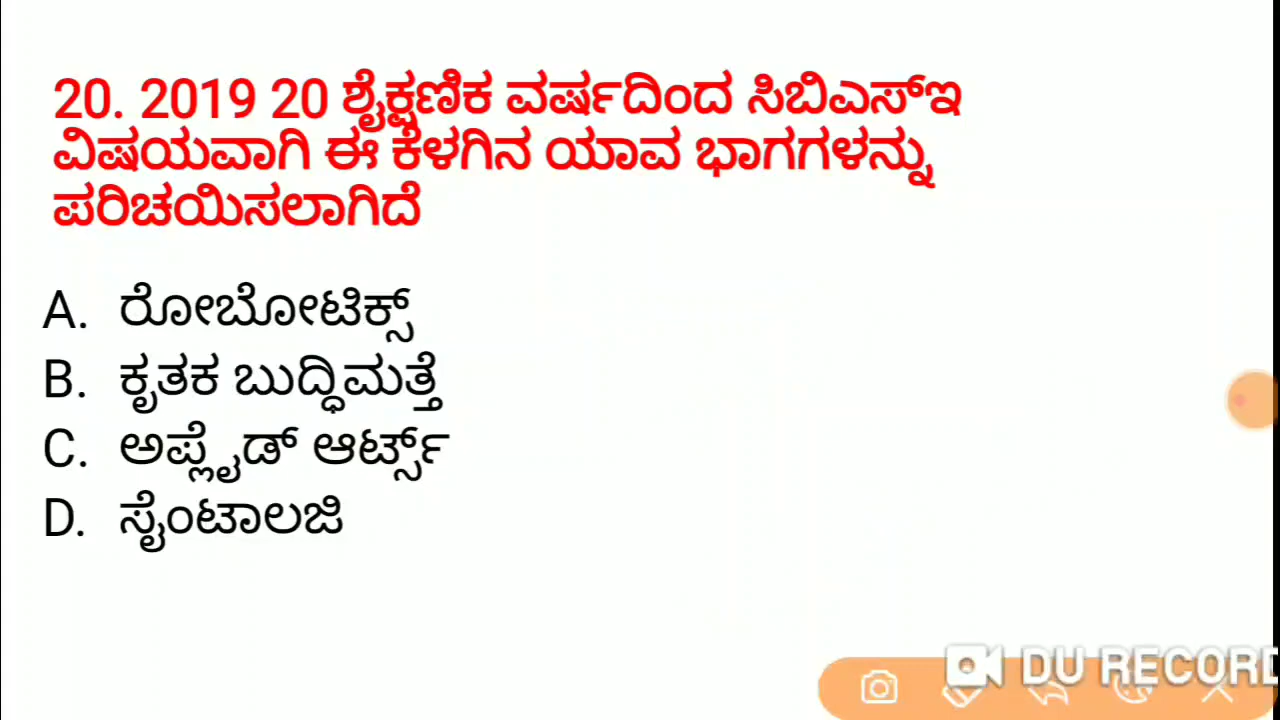 20. 2019 20 ಶೈಕ್ಷಣಿಕ ವರ್ಷದಿಂದ ಸಿಬಿಎಸ್ಇ
ವಿಷಯವಾಗಿ ಈ ಕೆಳಗಿನ ಯಾವ ಭಾಗಗಳನ್ನು
ಪರಿಚಯಿಸಲಾಗಿದೆ
A. ರೋಬೋಟಿಕ್ಸ್
B. ಕೃತಕ ಬುದ್ಧಿಮತ್ತೆ
C. ಅಪ್ಲೈಡ್ ಆರ್ಟ್ಸ್
D. ಸೈಂಟಾಲಜಿ
DU RECORD